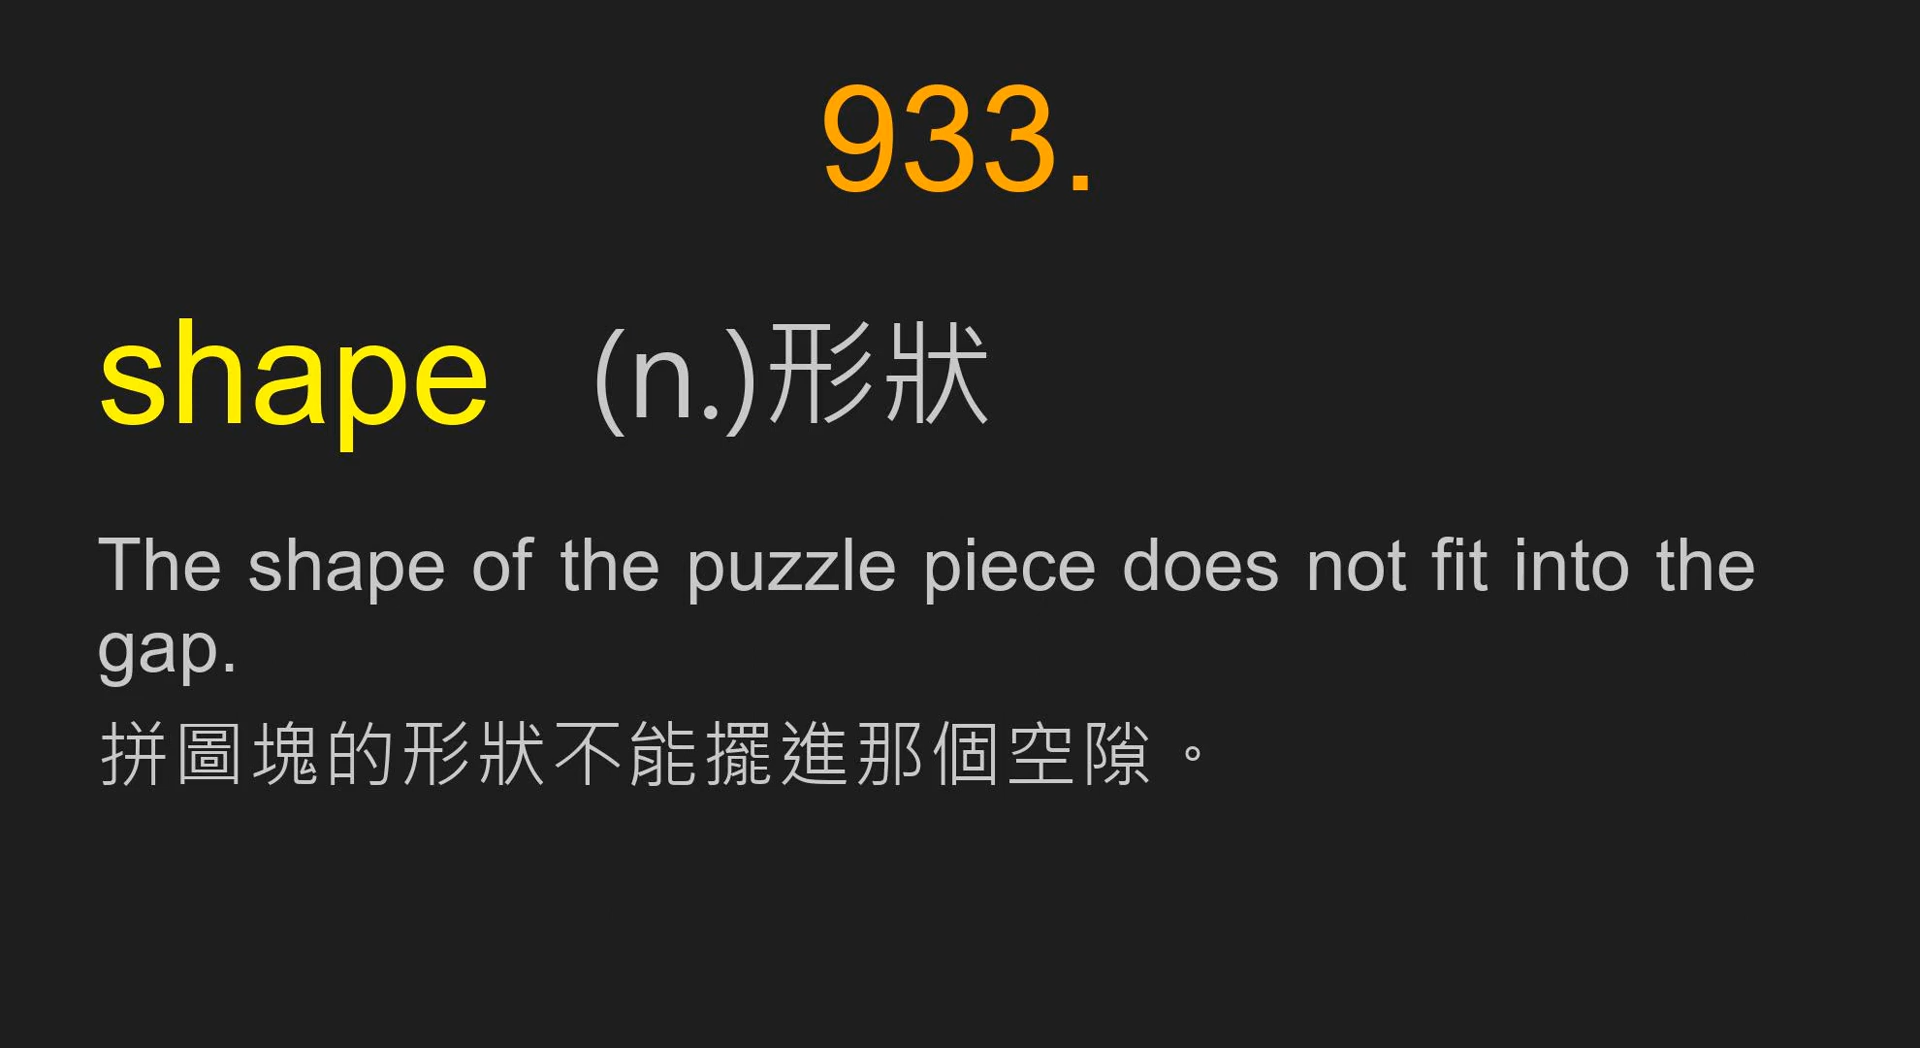 933.
shape (n.)形狀
The shape of the puzzle piece does not fit into the
gap.
拼圖塊的形狀不能擺進那個空隙。